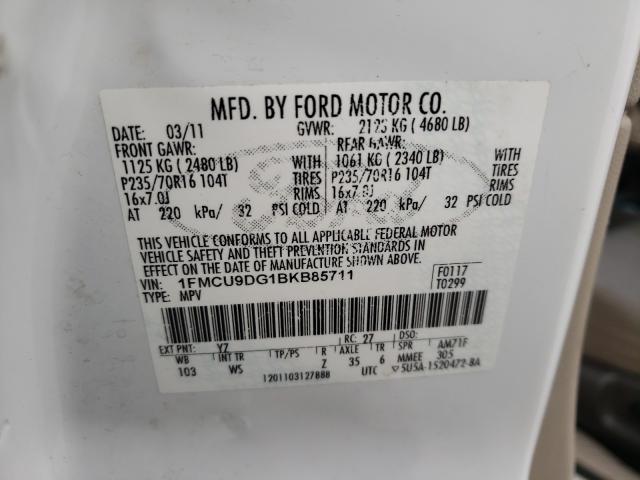 MFD. BY FORD MOTOR CO.
DATE: 03/11 GVWR: 2123 KG (4680 LB)
FRONT GAWR: REAR GAWR:
1125 KG (2480 LB) WITH 1061 KG (2340 LB) WITH
P235/70R16 104T TIRES P235/70R16 104T TIRES
16x7.0J RIMS 16x7.0J RIMS
AT 220 kPa/ 32 PSI COLD AT 220 kPa/ 32 PSI COLD
THIS VEHICLE CONFORMS TO ALL APPLICABLE FEDERAL MOTOR
VEHICLE SAFETY AND THEFT PREVENTION STANDARDS IN
EFFECT ON THE DATE OF MANUFACTURE SHOWN ABOVE.
VIN: 1FMCU9DG1BKB85711 F0117
TYPE: MPV T0299
EXT PNT: YZ RC: 27 DSO:
WB INT TR TP/PS R AXLE TR SPR AM71F
103 WS Z 35 6 MMEE 305
1201103127888 UTC ▽5U5A-1520472-BA